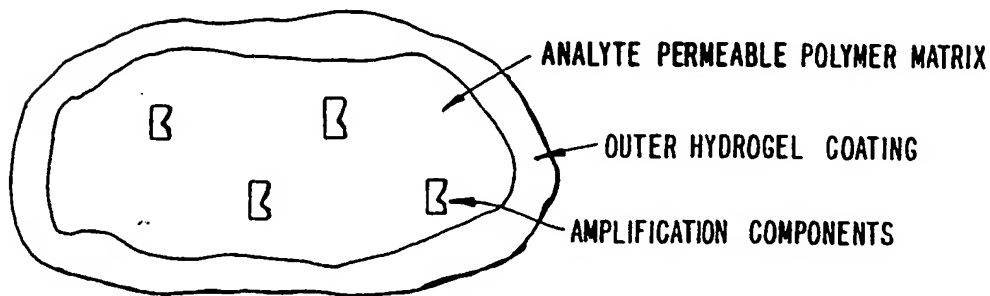 ANALYTE PERMEABLE POLYMER MATRIX
OUTER HYDROGEL COATING
AMPLIFICATION COMPONENTS